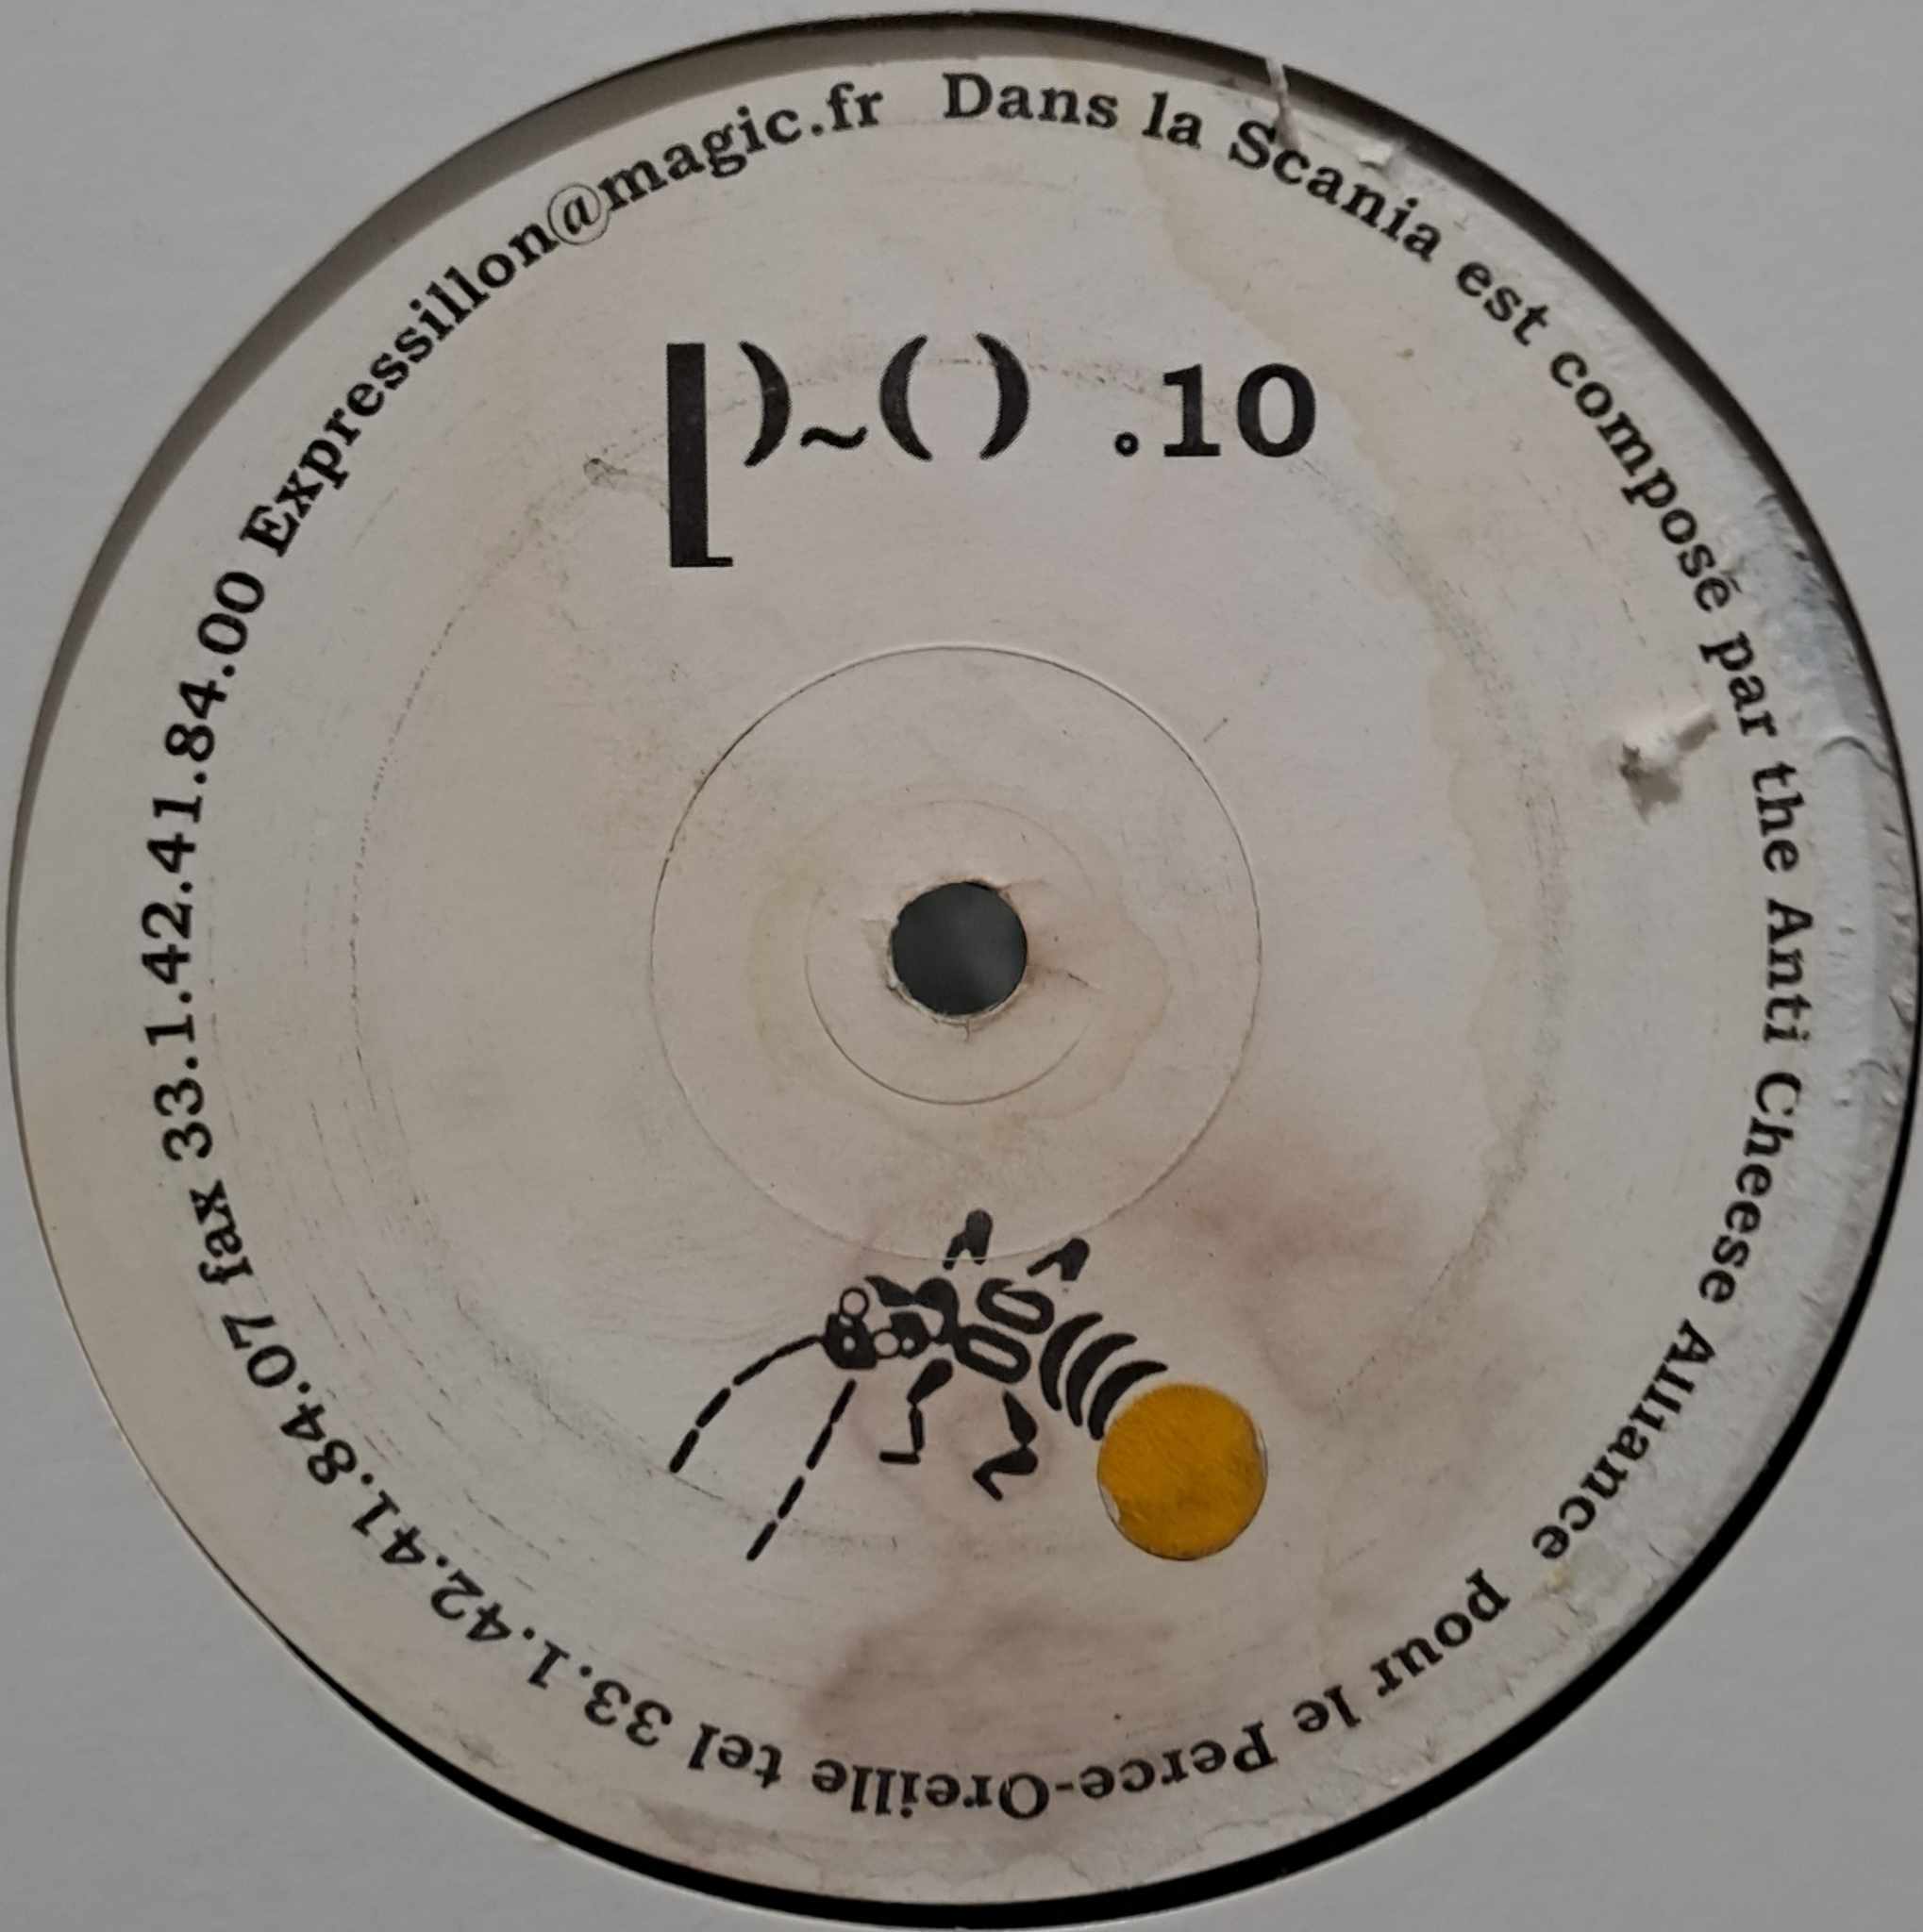 [)~( ) .10
Dans la Scania est composé par the Anti Cheese Alliance pour le Perce-Oreille tel 33.1.42.41.84.07 fax 33.1.42.41.84.00 Expressillon@magic.fr